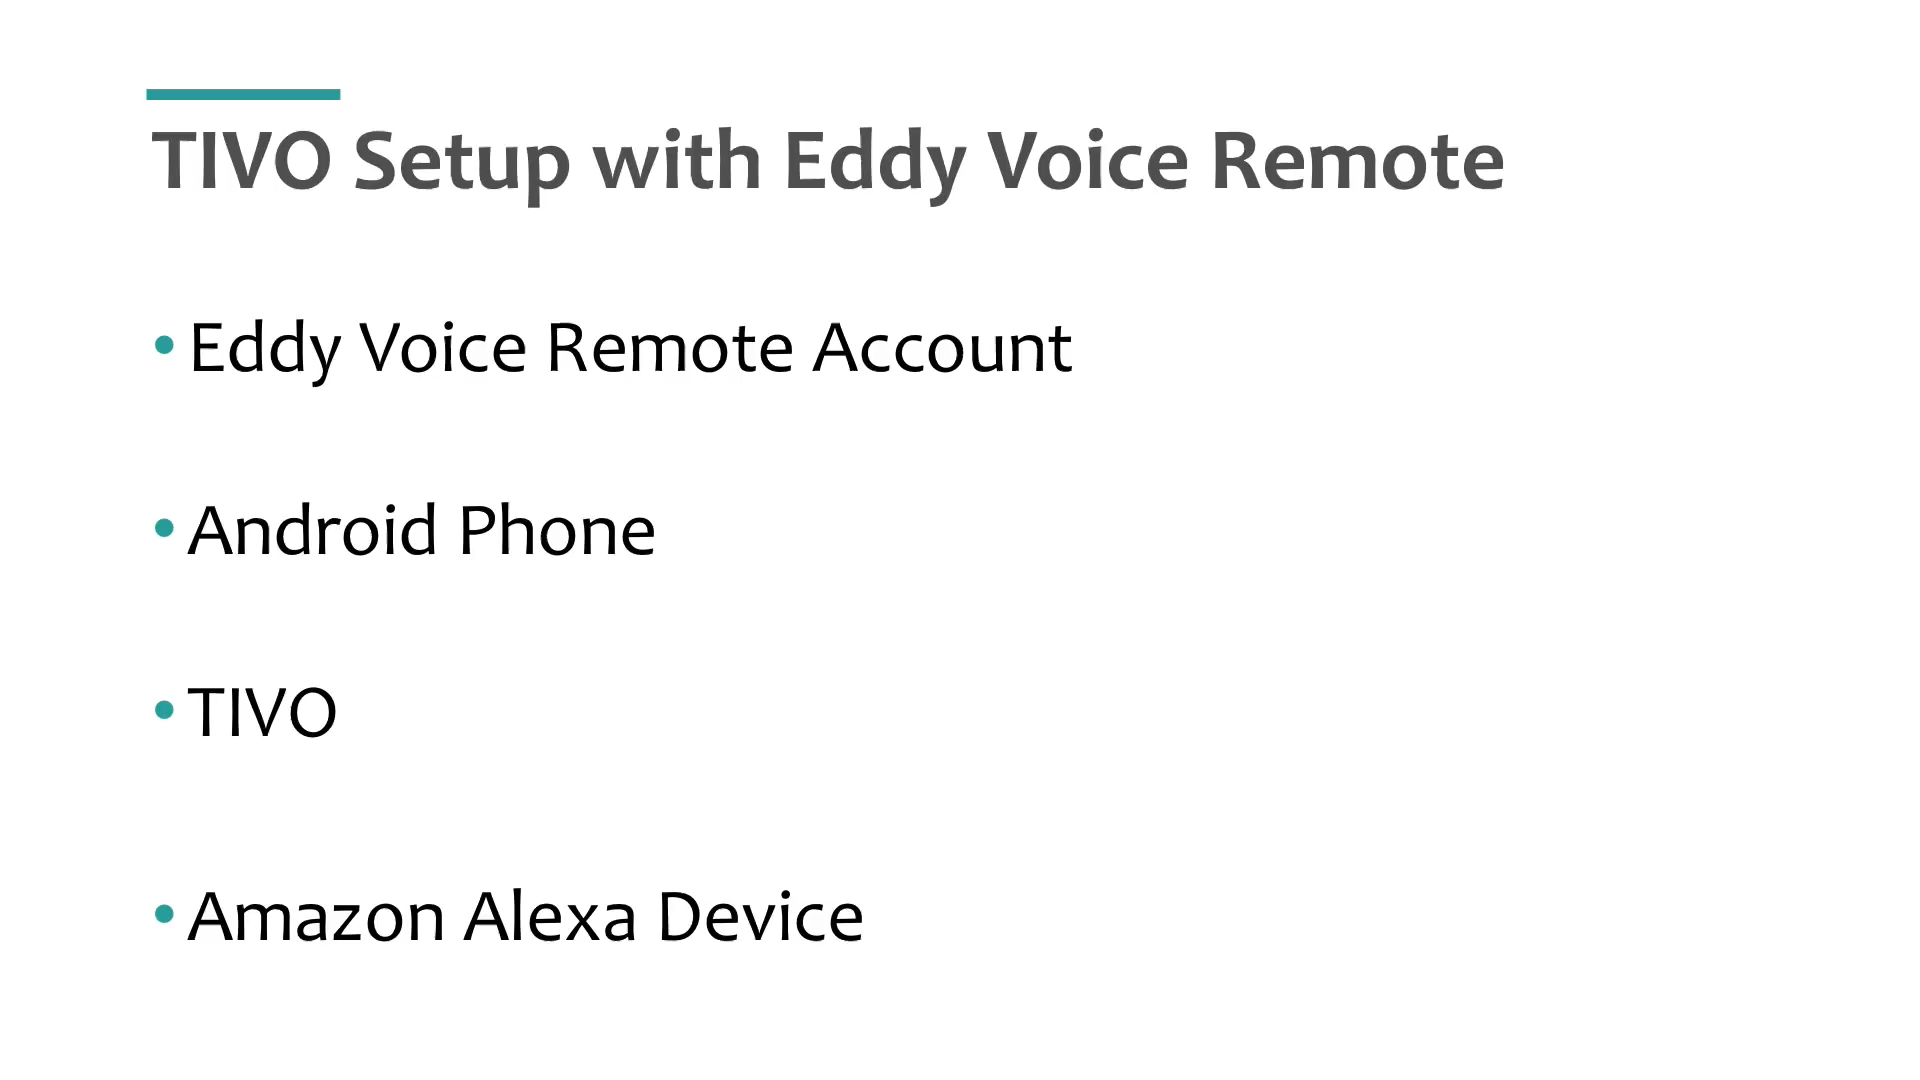 TIVO Setup with Eddy Voice Remote
• Eddy Voice Remote Account
• Android Phone
• TIVO
• Amazon Alexa Device